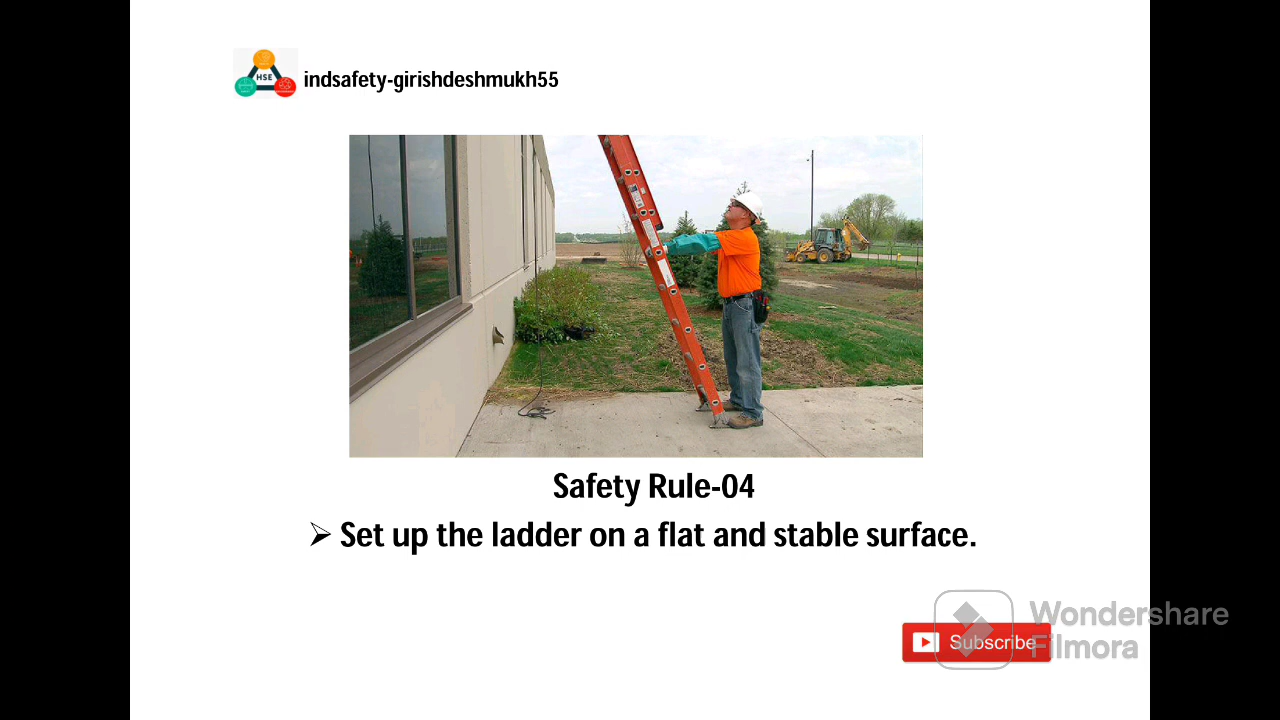 HSE
indsafety-girishdeshmukh55
Safety Rule-04
➢ Set up the ladder on a flat and stable surface.
Subscribe
Wondershare
Filmora